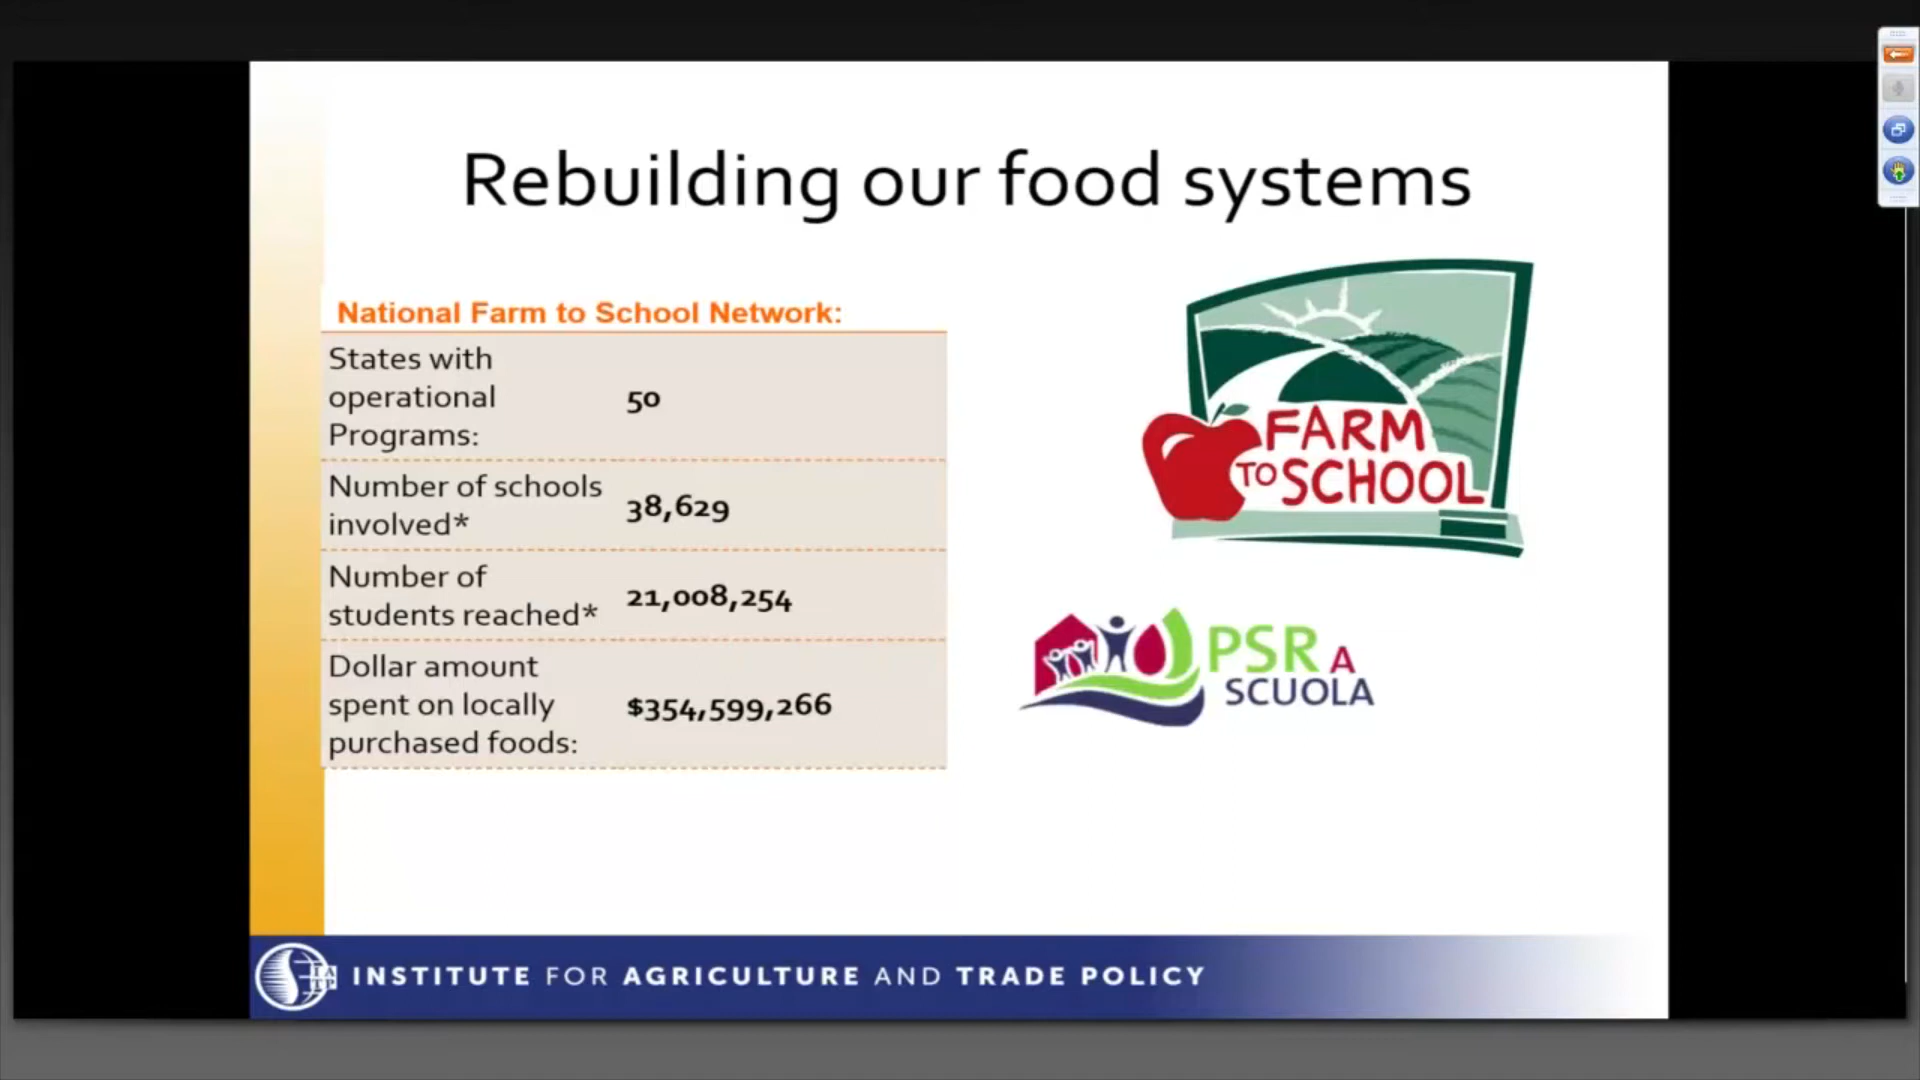 Rebuilding our food systems
National Farm to School Network:
States with
operational
Programs:
50
Number of schools
involved*
38,629
Number of
students reached*
21,008,254
Dollar amount
spent on locally
purchased foods:
$354,599,266
FARM
TO SCHOOL
PSR A
SCUOLA
IA
TP
INSTITUTE FOR AGRICULTURE AND TRADE POLICY